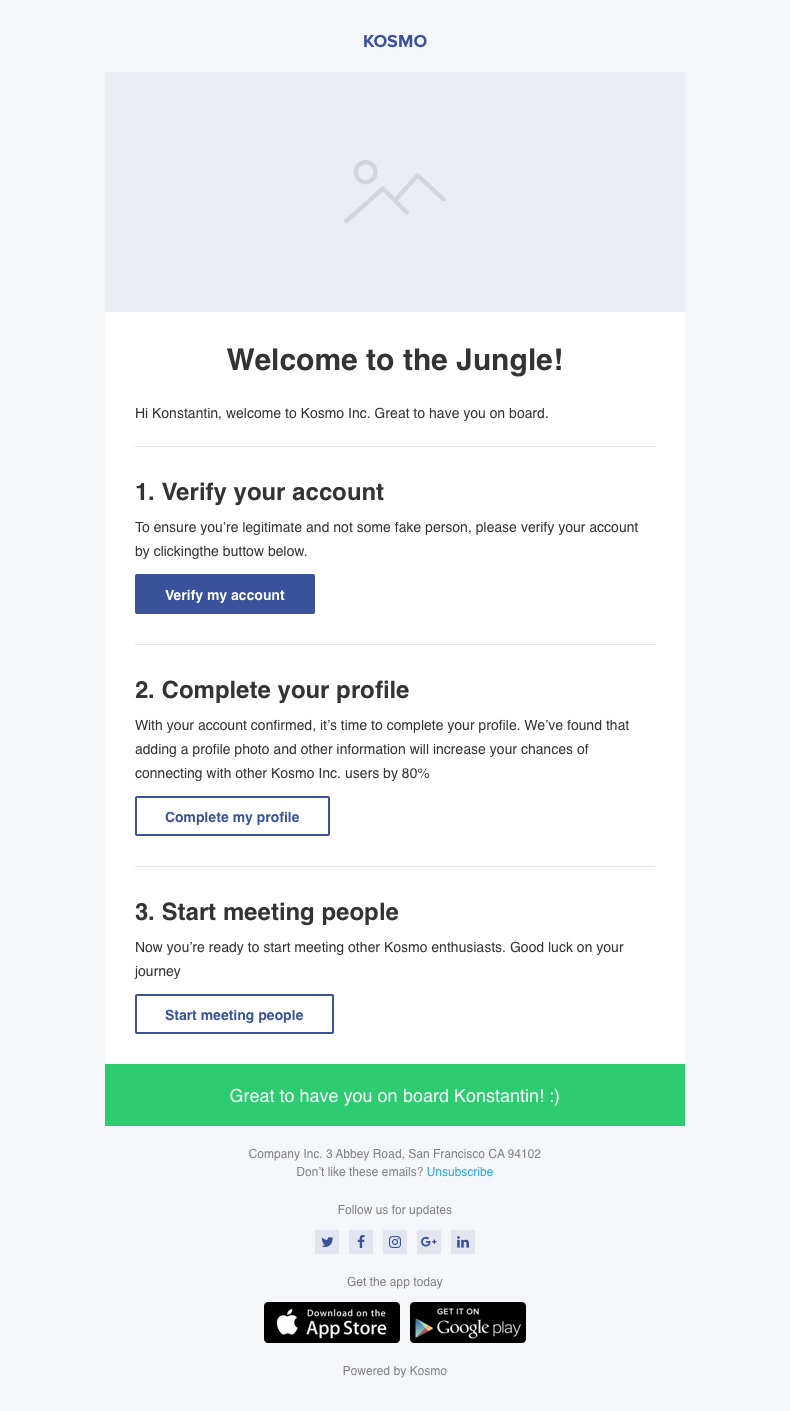 KOSMO
Welcome to the Jungle!
Hi Konstantin, welcome to Kosmo Inc. Great to have you on board.
1. Verify your account
To ensure you’re legitimate and not some fake person, please verify your account
by clickingthe buttow below.
Verify my account
2. Complete your profile
With your account confirmed, it’s time to complete your profile. We’ve found that
adding a profile photo and other information will increase your chances of
connecting with other Kosmo Inc. users by 80%
Complete my profile
3. Start meeting people
Now you’re ready to start meeting other Kosmo enthusiasts. Good luck on your
journey
Start meeting people
Great to have you on board Konstantin! :)
Company Inc. 3 Abbey Road, San Francisco CA 94102
Don’t like these emails? Unsubscribe
Follow us for updates
Get the app today
Download on the
App Store
GET IT ON
Google play
Powered by Kosmo